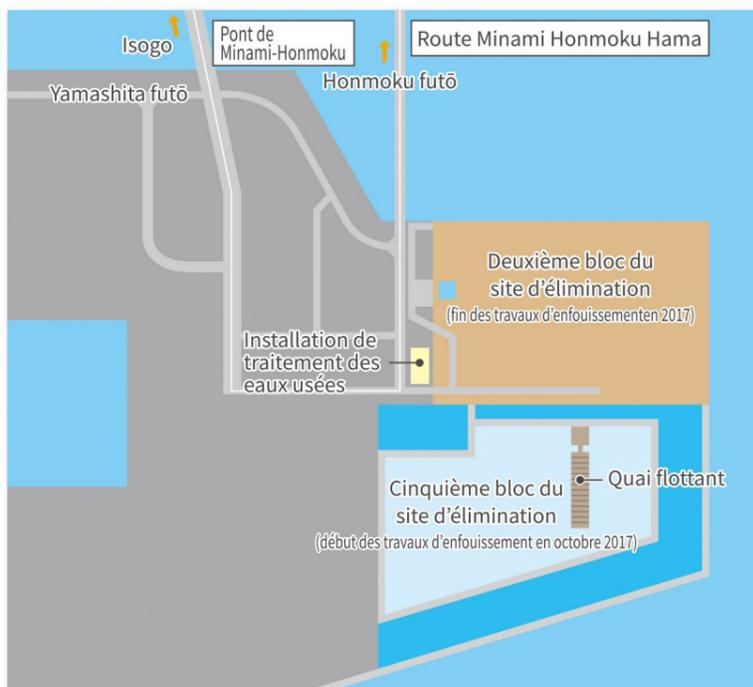 Isogo
Pont de
Minami-Honmoku
Route Minami Honmoku Hama
Honmoku futō
Yamashita futō
Deuxième bloc du
site d’élimination
(fin des travaux d’enfouissementen 2017)
Installation de
traitement des
eaux usées
Quai flottant
Cinquième bloc du
site d’élimination
(début des travaux d’enfouissement en octobre 2017)